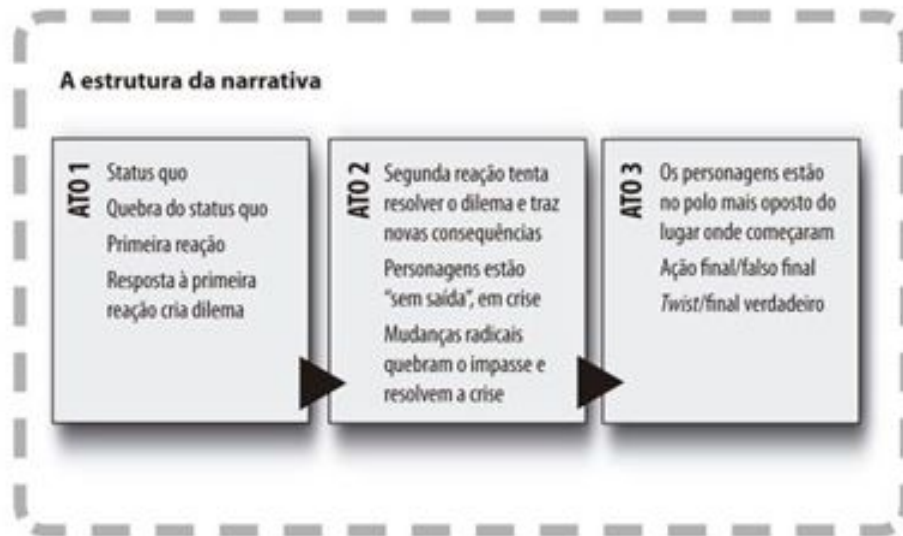 A estrutura da narrativa
ATO 1
Status quo
Quebra do status quo
Primeira reação
Resposta à primeira
reação cria dilema
ATO 2
Segunda reação tenta
resolver o dilema e traz
novas consequências
Personagens estão
"sem saída", em crise
Mudanças radicais
quebram o impasse e
resolvem a crise
ATO 3
Os personagens estão
no polo mais oposto do
lugar onde começaram
Ação final/falso final
Twist/final verdadeiro